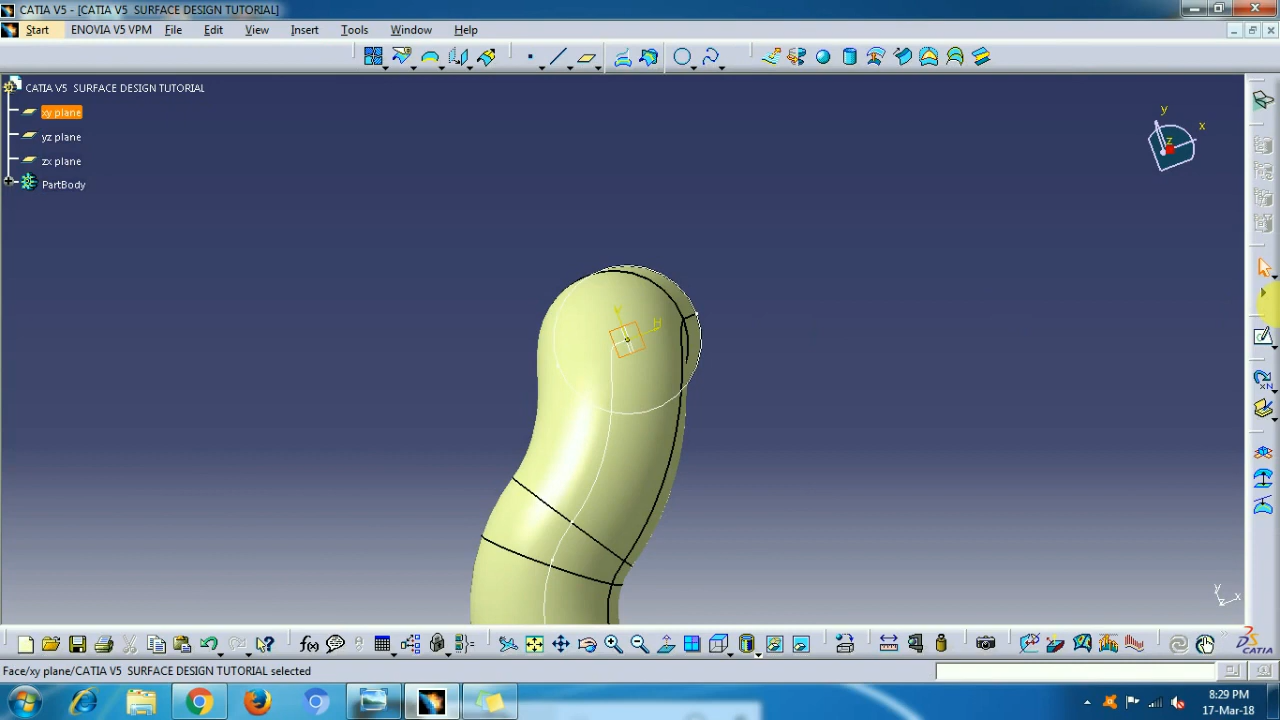 CATIA V5 - [CATIA V5  SURFACE DESIGN TUTORIAL]
Start ENOVIA V5 VPM File Edit View Insert Tools Window Help
CATIA V5  SURFACE DESIGN TUTORIAL
xy plane
yz plane
zx plane
PartBody
y
x
z
V
H
y
z x
f(x)
CATIA
Face/xy plane/CATIA V5  SURFACE DESIGN TUTORIAL selected
8:29 PM
17-Mar-18